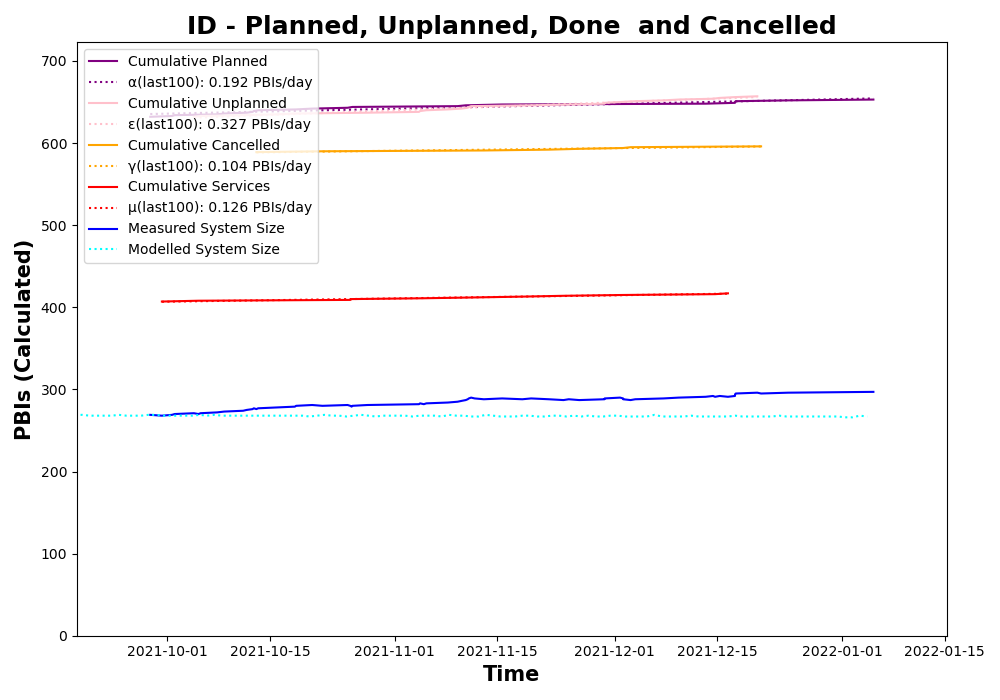 ID - Planned, Unplanned, Done  and Cancelled
PBIs (Calculated)
700
600
500
400
300
200
100
0
Cumulative Planned
α(last100): 0.192 PBIs/day
Cumulative Unplanned
ε(last100): 0.327 PBIs/day
Cumulative Cancelled
γ(last100): 0.104 PBIs/day
Cumulative Services
μ(last100): 0.126 PBIs/day
Measured System Size
Modelled System Size
2021-10-01 2021-10-15 2021-11-01 2021-11-15 2021-12-01 2021-12-15 2022-01-01 2022-01-15
Time